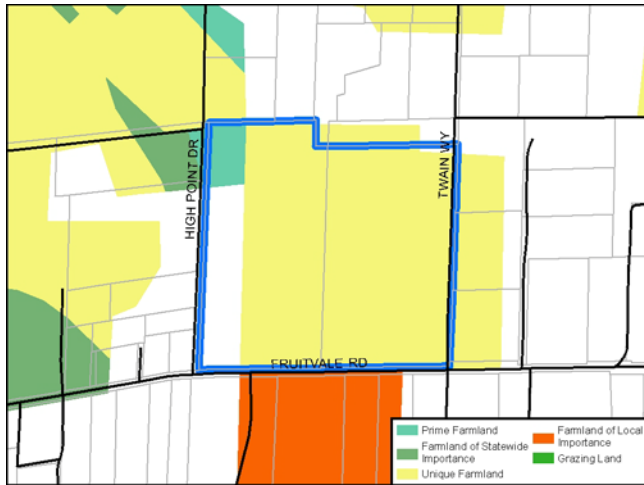 HIGH POINT DR
TWAIN WY
FRUITVALE RD
Prime Farmland
Farmland of Statewide
Importance
Unique Farmland
Farmland of Local
Importance
Grazing Land